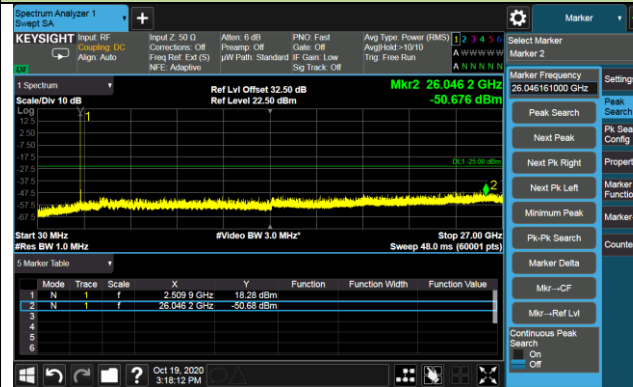 Spectrum Analyzer 1
Swept SA
+
Marker
KEYSIGHT
Input: RF
Coupling: DC
Align: Auto
Input Z: 50 Ω
Corrections: Off
Freq Ref: Ext (S)
NFE: Adaptive
Atten: 6 dB
Preamp: Off
µW Path: Standard
PNO: Fast
Gate: Off
IF Gain: Low
Sig Track: Off
Avg Type: Power (RMS)
Avg|Hold:>10/10
Trig: Free Run
1 2 3 4 5 6
A W W W W W
A N N N N N
Select Marker
Marker 2
1 Spectrum
Scale/Div 10 dB
Ref Lvl Offset 32.50 dB
Ref Level 22.50 dBm
Mkr2 26.046 2 GHz
-50.676 dBm
Log
12.5
2.50
-7.50
-17.5
-27.5
-37.5
-47.5
-57.5
-67.5
1
DL1 -25.00 dBm
2
Start 30 MHz
#Res BW 1.0 MHz
#Video BW 3.0 MHz*
Stop 27.00 GHz
Sweep 48.0 ms (60001 pts)
5 Marker Table
Mode Trace Scale X Y Function Function Width Function Value
1 N 1 f 2.509 9 GHz 18.28 dBm
2 N 1 f 26.046 2 GHz -50.68 dBm
3
4
5
6
Marker Frequency
26.046161000 GHz
Peak Search
Next Peak
Next Pk Right
Next Pk Left
Minimum Peak
Pk-Pk Search
Marker Delta
Mkr→CF
Mkr→Ref Lvl
Continuous Peak
Search
On
Off
Settings
Peak
Search
Pk Sear
Config
Propert
Marker
Functio
Marker
Counte
?
Oct 19, 2020
3:18:12 PM